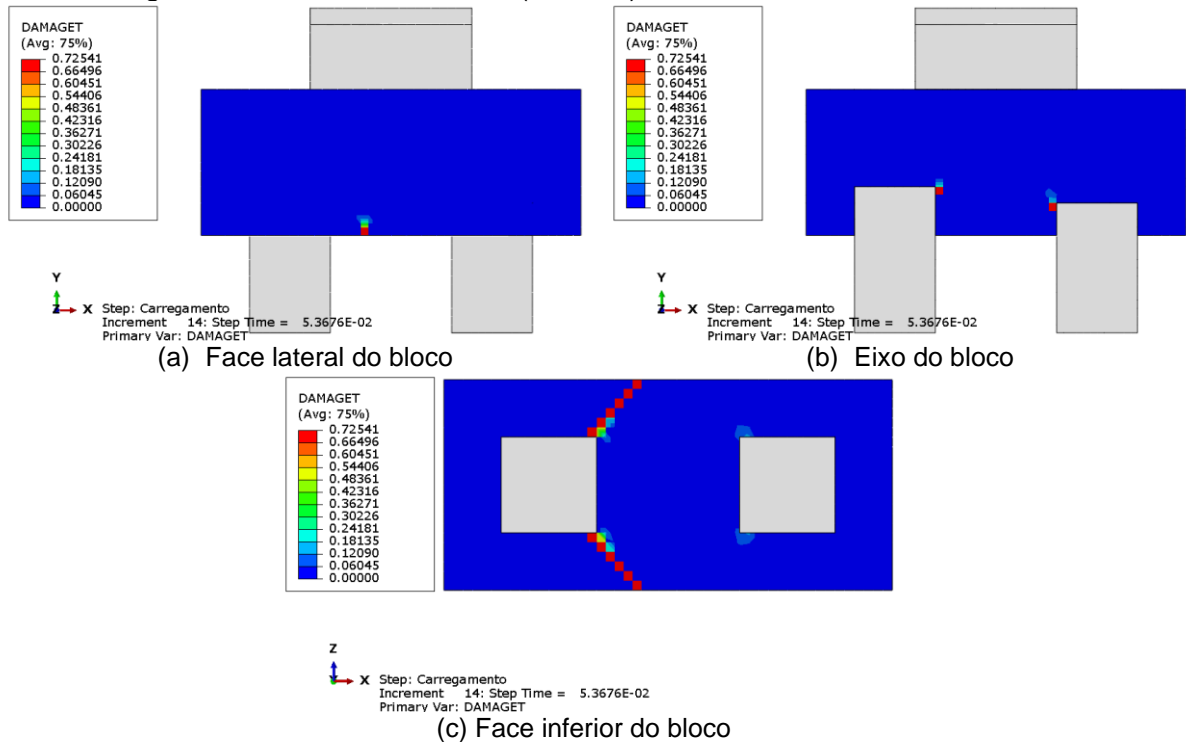 DAMAGET
(Avg: 75%)
0.72541
0.66496
0.60451
0.54406
0.48361
0.42316
0.36271
0.30226
0.24181
0.18135
0.12090
0.06045
0.00000
Y
Z X
Step: Carregamento
Increment 14: Step Time = 5.3676E-02
Primary Var: DAMAGET
(a) Face lateral do bloco
DAMAGET
(Avg: 75%)
0.72541
0.66496
0.60451
0.54406
0.48361
0.42316
0.36271
0.30226
0.24181
0.18135
0.12090
0.06045
0.00000
Y
Z X
Step: Carregamento
Increment 14: Step Time = 5.3676E-02
Primary Var: DAMAGET
(b) Eixo do bloco
DAMAGET
(Avg: 75%)
0.72541
0.66496
0.60451
0.54406
0.48361
0.42316
0.36271
0.30226
0.24181
0.18135
0.12090
0.06045
0.00000
Z
Y X
Step: Carregamento
Increment 14: Step Time = 5.3676E-02
Primary Var: DAMAGET
(c) Face inferior do bloco